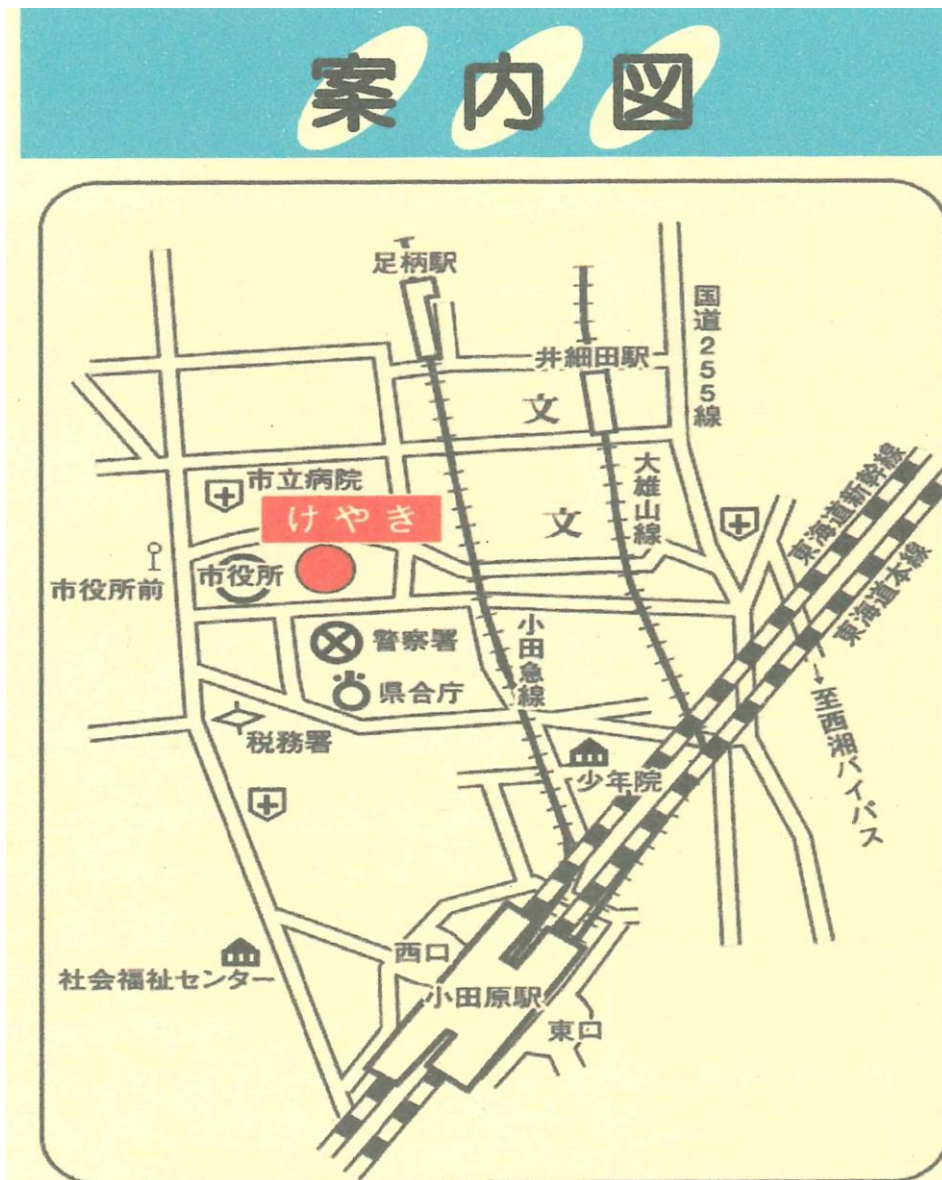 案内図
足柄駅
井細田駅
国道255線
文
市立病院
大雄山線
けやき
文
東海道新幹線
東海道本線
市役所前
市役所
警察署
小田急線
県合庁
税務署
少年院
→至西湘バイパス
西口
社会福祉センター
小田原駅
東口